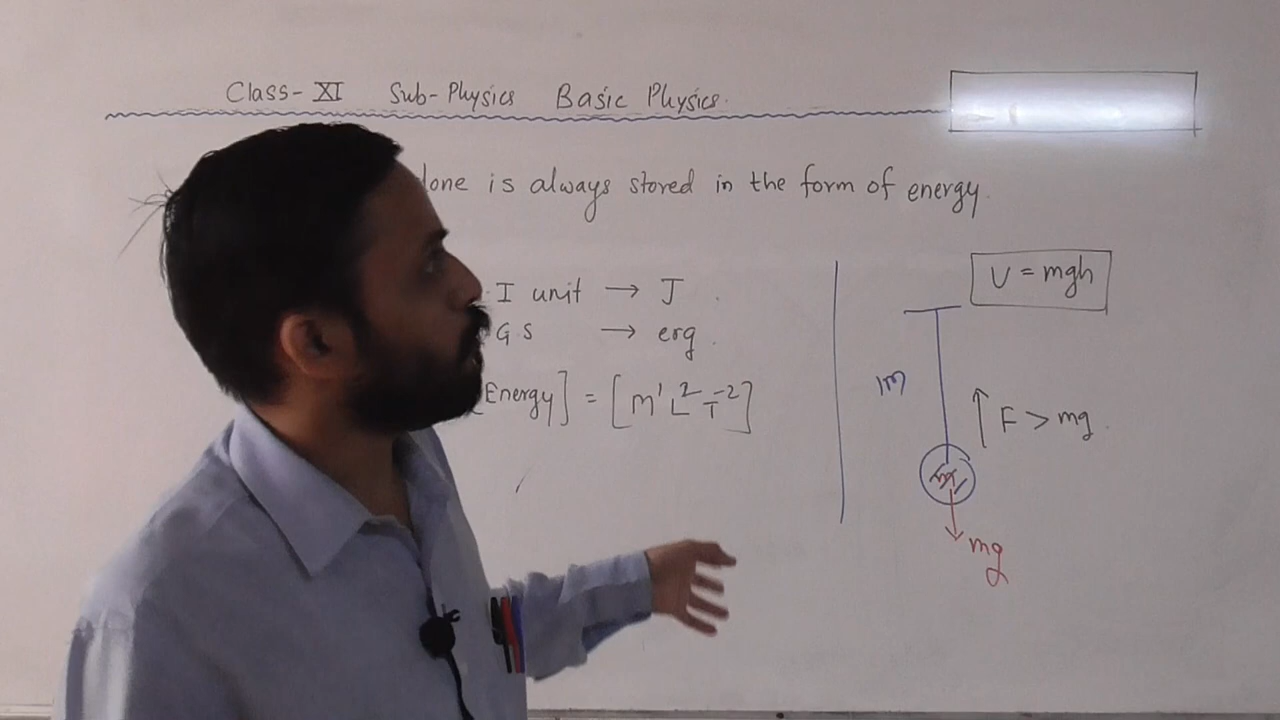 Class-XI Sub-Physics Basic Physics.
done is always stored in the form of energy.
I unit → J.
G.S → erg.
[Energy] = [M¹L²T⁻²]
U = mgh
1m
F > mg.
mg